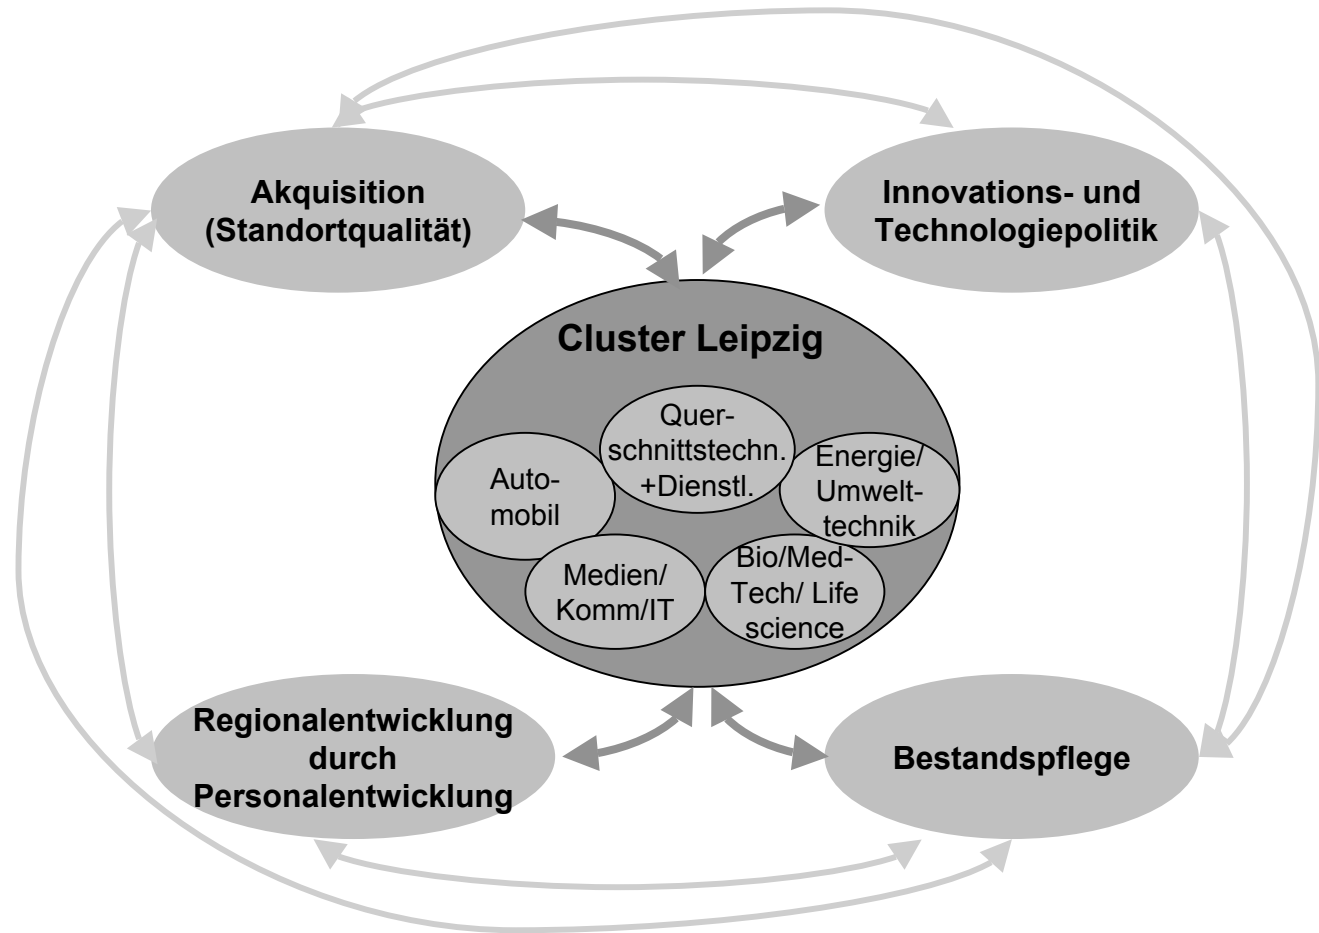 Akquisition
(Standortqualität)
Innovations- und
Technologiepolitik
Cluster Leipzig
Quer-
schnittstechn.
+Dienstl.
Auto-
mobil
Energie/
Umwelt-
technik
Medien/
Komm/IT
Bio/Med-
Tech/ Life
science
Regionalentwicklung
durch
Personalentwicklung
Bestandspflege